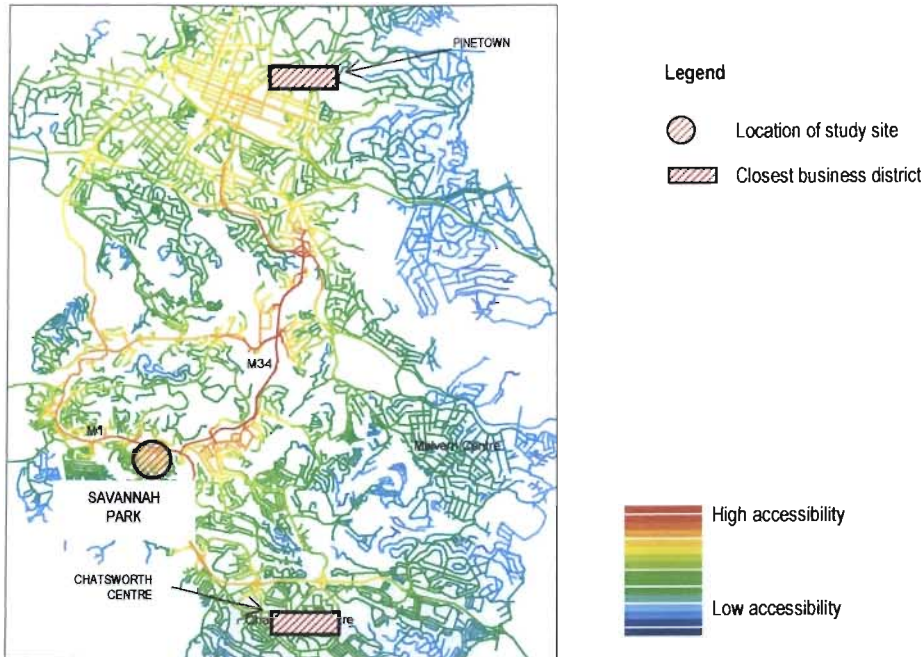 PINETOWN
M34
M1
Malvern Centre
SAVANNAH
PARK
CHATSWORTH
CENTRE
Legend
Location of study site
Closest business district
High accessibility
Low accessibility